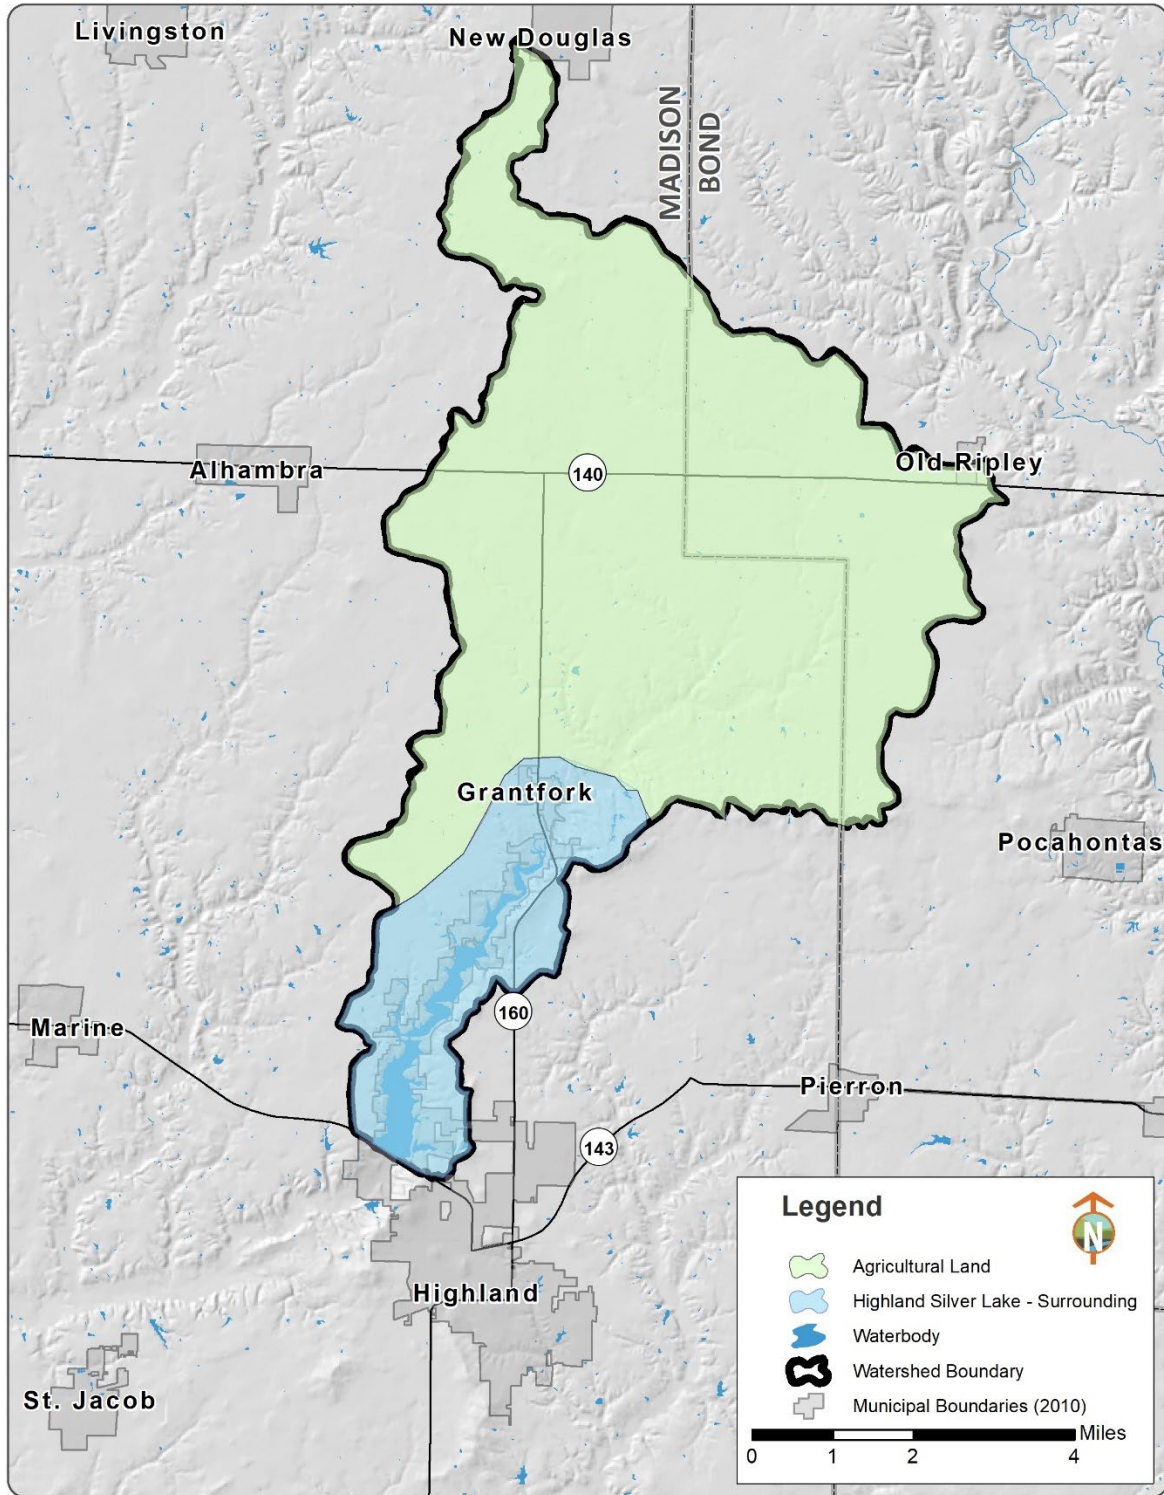 Livingston
New Douglas
MADISON
BOND
Alhambra
140
Old Ripley
Grantfork
Pocahontas
160
Marine
Pierron
143
Highland
St. Jacob
Legend
N
Agricultural Land
Highland Silver Lake - Surrounding
Waterbody
Watershed Boundary
Municipal Boundaries (2010)
Miles
0 1 2 4